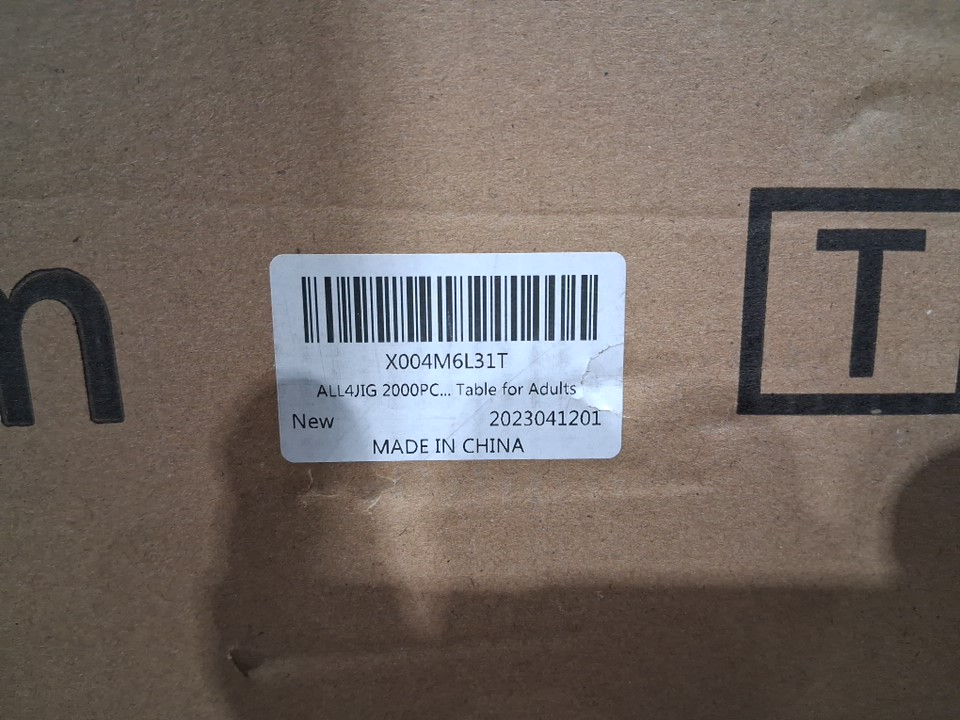 n
T
X004M6L31T
ALL4JIG 2000PC... Table for Adults
New 2023041201
MADE IN CHINA